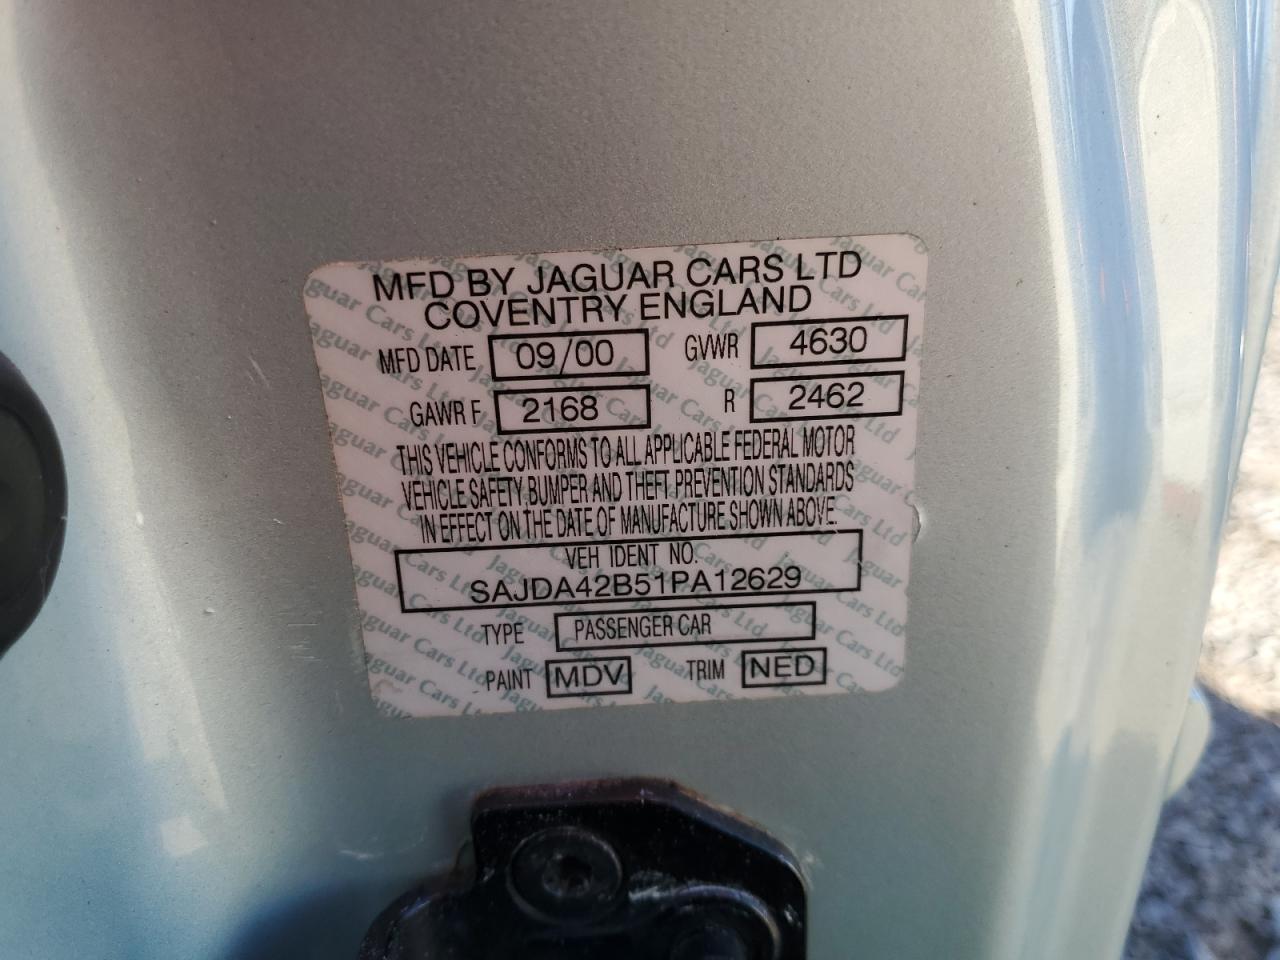 MFD BY JAGUAR CARS LTD
COVENTRY ENGLAND
MFD DATE 09/00 GVWR 4630
GAWR F 2168 R 2462
THIS VEHICLE CONFORMS TO ALL APPLICABLE FEDERAL MOTOR
VEHICLE SAFETY BUMPER AND THEFT PREVENTION STANDARDS
IN EFFECT ON THE DATE OF MANUFACTURE SHOWN ABOVE.
VEH IDENT NO.
SAJDA42B51PA12629
TYPE PASSENGER CAR
PAINT MDV TRIM NED